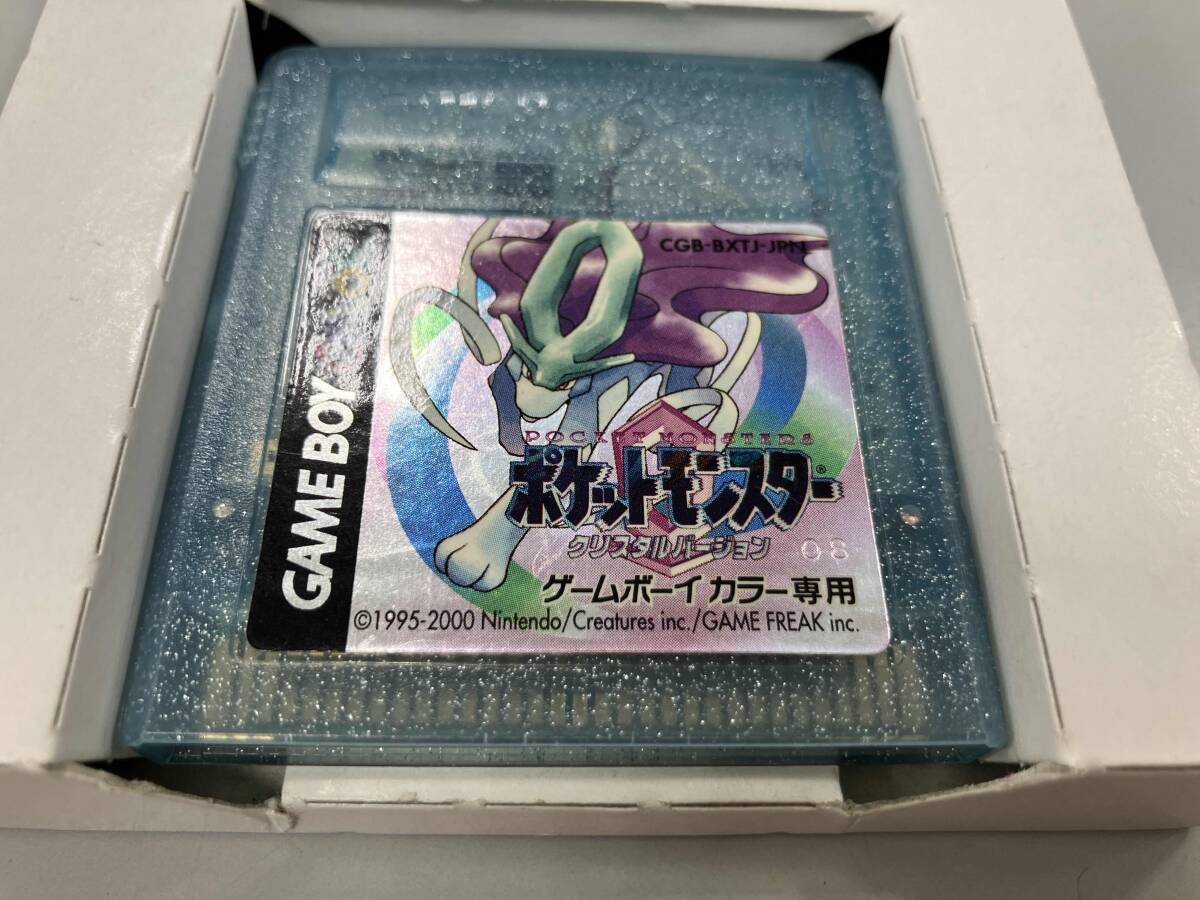 CGB-BXTJ-JPN
GAME BOY
POCKET MONSTERS
ポケットモンスター®
クリスタルバージョン
08
ゲームボーイ カラー専用
©1995-2000 Nintendo/Creatures inc./GAME FREAK inc.